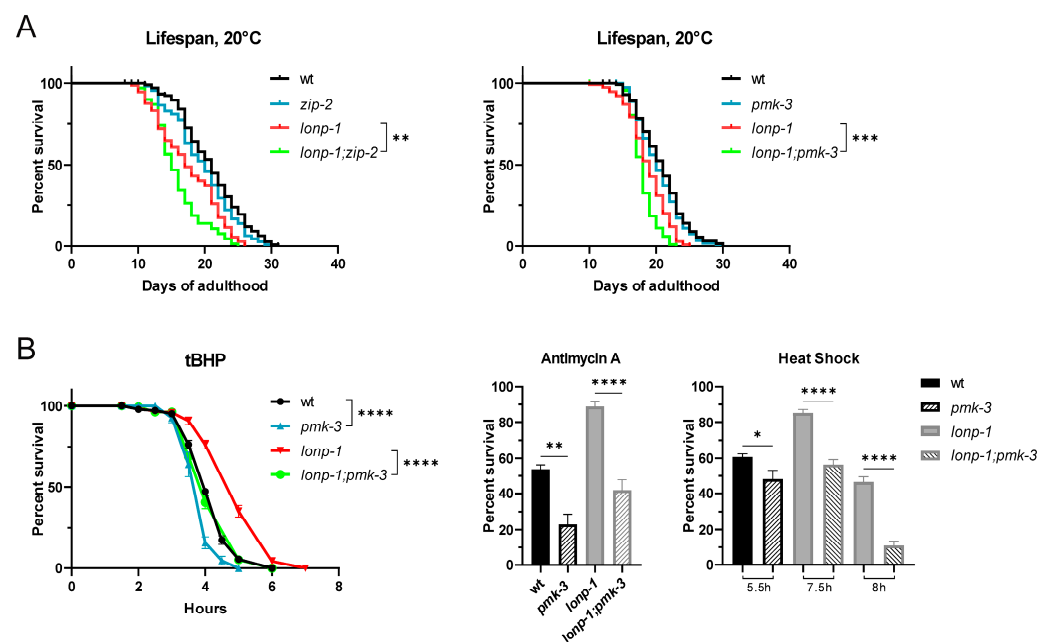 A
Lifespan, 20°C
Percent survival
100
50
0
0 10 20 30 40
Days of adulthood
wt
zip-2
lonp-1
lonp-1;zip-2
**
Lifespan, 20°C
Percent survival
100
50
0
0 10 20 30 40
Days of adulthood
wt
pmk-3
lonp-1
lonp-1;pmk-3
***
B
tBHP
Percent survival
100
50
0
0 2 4 6 8
Hours
wt
pmk-3
lonp-1
lonp-1;pmk-3
****
****
Antimycin A
Percent survival
100
80
60
40
20
0
**
****
wt
pmk-3
lonp-1
lonp-1;pmk-3
Heat Shock
Percent survival
100
80
60
40
20
0
*
****
****
5.5h
7.5h
8h
wt
pmk-3
lonp-1
lonp-1;pmk-3